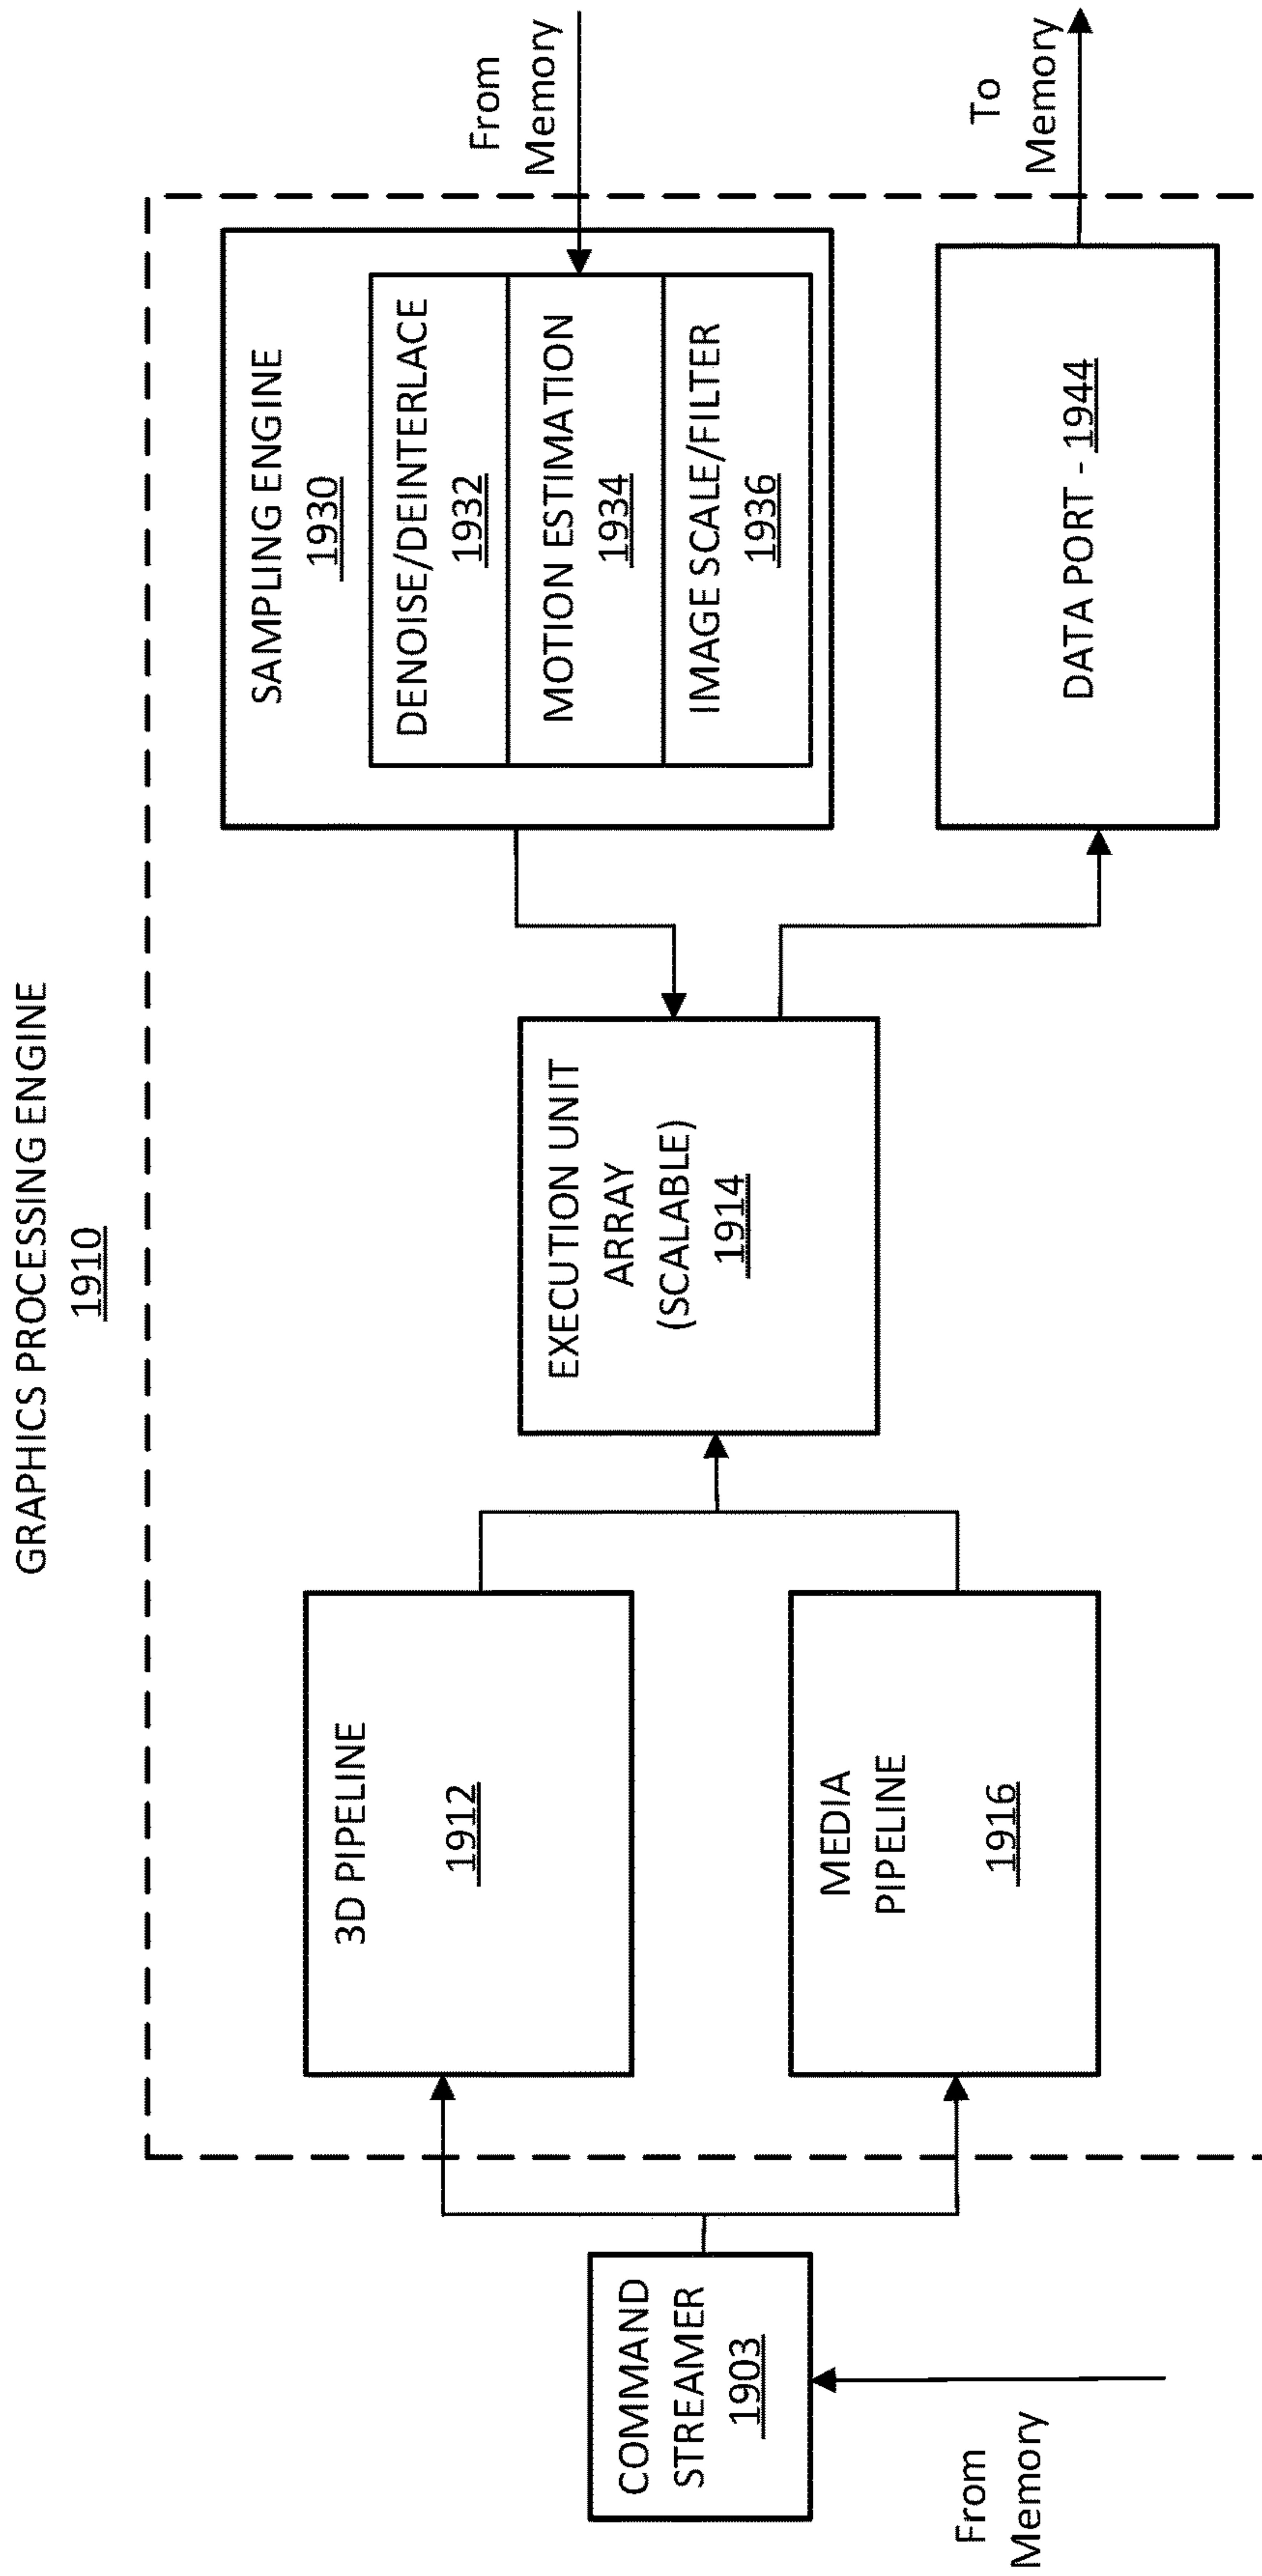 GRAPHICS PROCESSING ENGINE
1910
COMMAND
STREAMER
1903
From
Memory
3D PIPELINE
1912
MEDIA
PIPELINE
1916
EXECUTION UNIT
ARRAY
(SCALABLE)
1914
SAMPLING ENGINE
1930
DENOISE/DEINTERLACE
1932
MOTION ESTIMATION
1934
IMAGE SCALE/FILTER
1936
DATA PORT - 1944
From
Memory
To
Memory